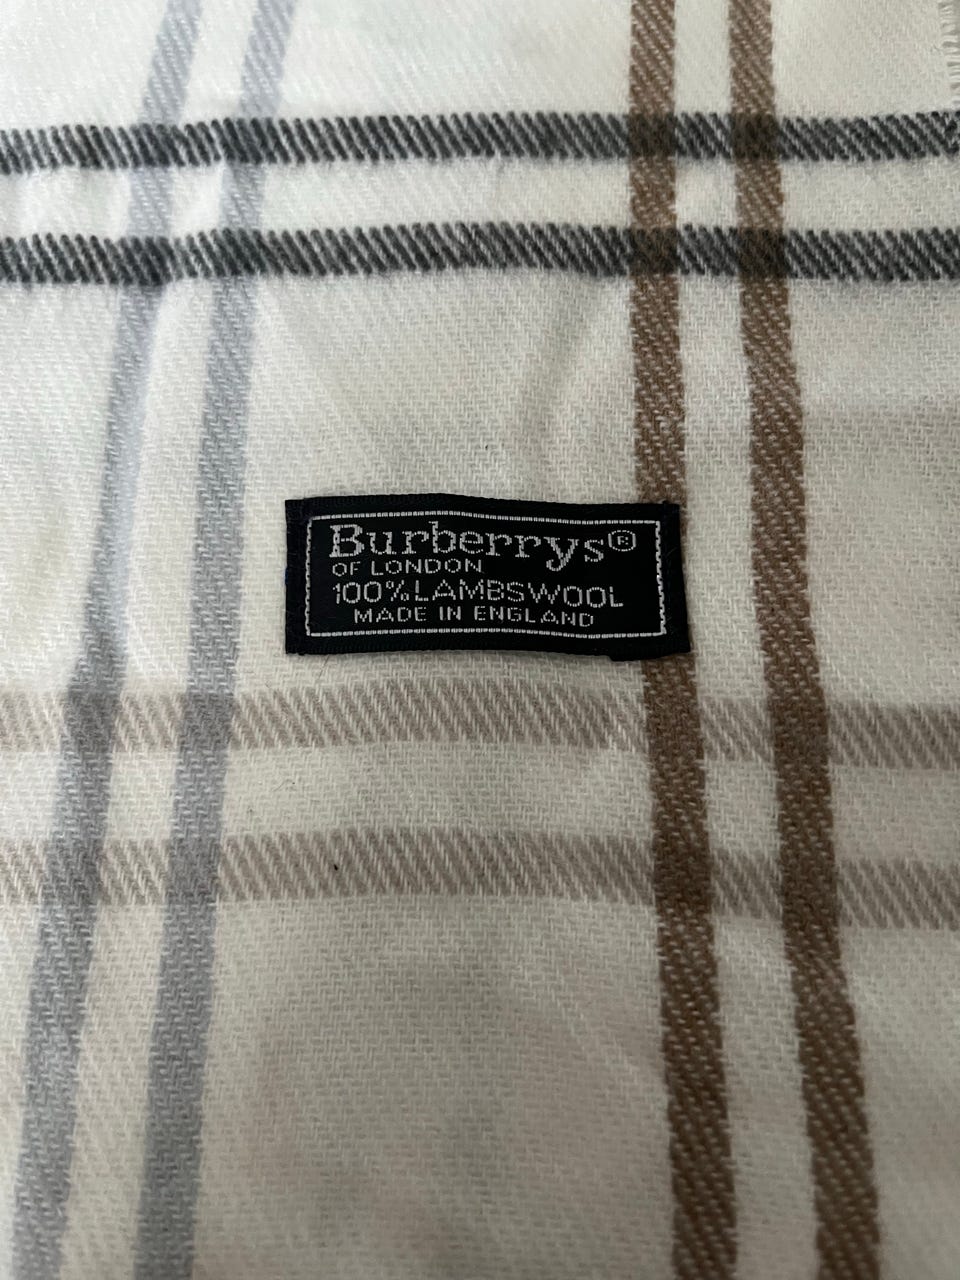 Burberrys®
OF LONDON
100% LAMBSWOOL
MADE IN ENGLAND